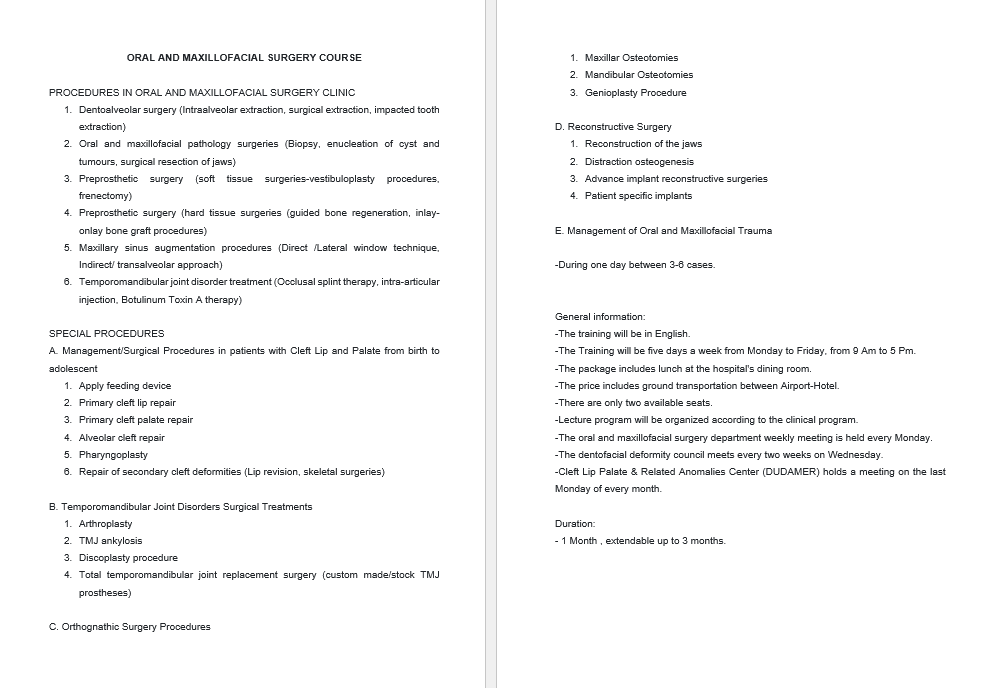 ORAL AND MAXILLOFACIAL SURGERY COURSE
PROCEDURES IN ORAL AND MAXILLOFACIAL SURGERY CLINIC
1. Dentoalveolar surgery (Intraalveolar extraction, surgical extraction, impacted tooth
extraction)
2. Oral and maxillofacial pathology surgeries (Biopsy, enucleation of cyst and
tumours, surgical resection of jaws)
3. Preprosthetic surgery (soft tissue surgeries-vestibuloplasty procedures,
frenectomy)
4. Preprosthetic surgery (hard tissue surgeries (guided bone regeneration, inlay-
onlay bone graft procedures)
5. Maxillary sinus augmentation procedures (Direct /Lateral window technique,
Indirect/ transalveolar approach)
6. Temporomandibular joint disorder treatment (Occlusal splint therapy, intra-articular
injection, Botulinum Toxin A therapy)
SPECIAL PROCEDURES
A. Management/Surgical Procedures in patients with Cleft Lip and Palate from birth to
adolescent
1. Apply feeding device
2. Primary cleft lip repair
3. Primary cleft palate repair
4. Alveolar cleft repair
5. Pharyngoplasty
6. Repair of secondary cleft deformities (Lip revision, skeletal surgeries)
B. Temporomandibular Joint Disorders Surgical Treatments
1. Arthroplasty
2. TMJ ankylosis
3. Discoplasty procedure
4. Total temporomandibular joint replacement surgery (custom made/stock TMJ
prostheses)
C. Orthognathic Surgery Procedures
1. Maxillar Osteotomies
2. Mandibular Osteotomies
3. Genioplasty Procedure
D. Reconstructive Surgery
1. Reconstruction of the jaws
2. Distraction osteogenesis
3. Advance implant reconstructive surgeries
4. Patient specific implants
E. Management of Oral and Maxillofacial Trauma
-During one day between 3-6 cases.
General information:
-The training will be in English.
-The Training will be five days a week from Monday to Friday, from 9 Am to 5 Pm.
-The package includes lunch at the hospital's dining room.
-The price includes ground transportation between Airport-Hotel.
-There are only two available seats.
-Lecture program will be organized according to the clinical program.
-The oral and maxillofacial surgery department weekly meeting is held every Monday.
-The dentofacial deformity council meets every two weeks on Wednesday.
-Cleft Lip Palate & Related Anomalies Center (DUDAMER) holds a meeting on the last
Monday of every month.
Duration:
- 1 Month , extendable up to 3 months.